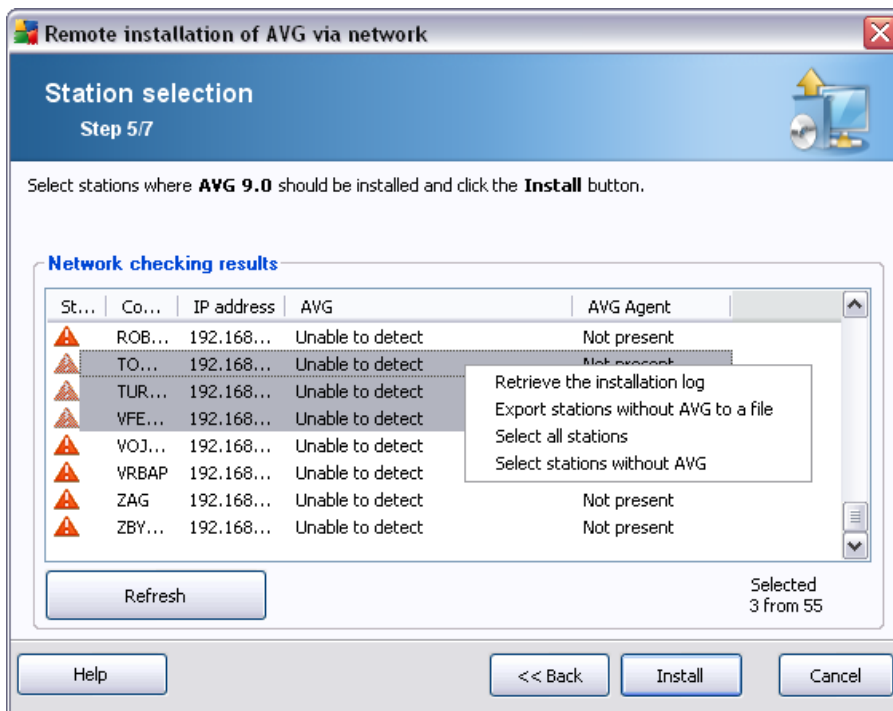 Remote installation of AVG via network
Station selection
Step 5/7
Select stations where AVG 9.0 should be installed and click the Install button.
Network checking results
St... Co... IP address AVG AVG Agent
ROB... 192.168... Unable to detect Not present
TO... 192.168... Unable to detect Not present
TUR... 192.168... Unable to detect
VFE... 192.168... Unable to detect
VOJ... 192.168... Unable to detect
VRBAP 192.168... Unable to detect
ZAG 192.168... Unable to detect Not present
ZBY... 192.168... Unable to detect Not present
Retrieve the installation log
Export stations without AVG to a file
Select all stations
Select stations without AVG
Refresh
Selected
3 from 55
Help
<< Back
Install
Cancel